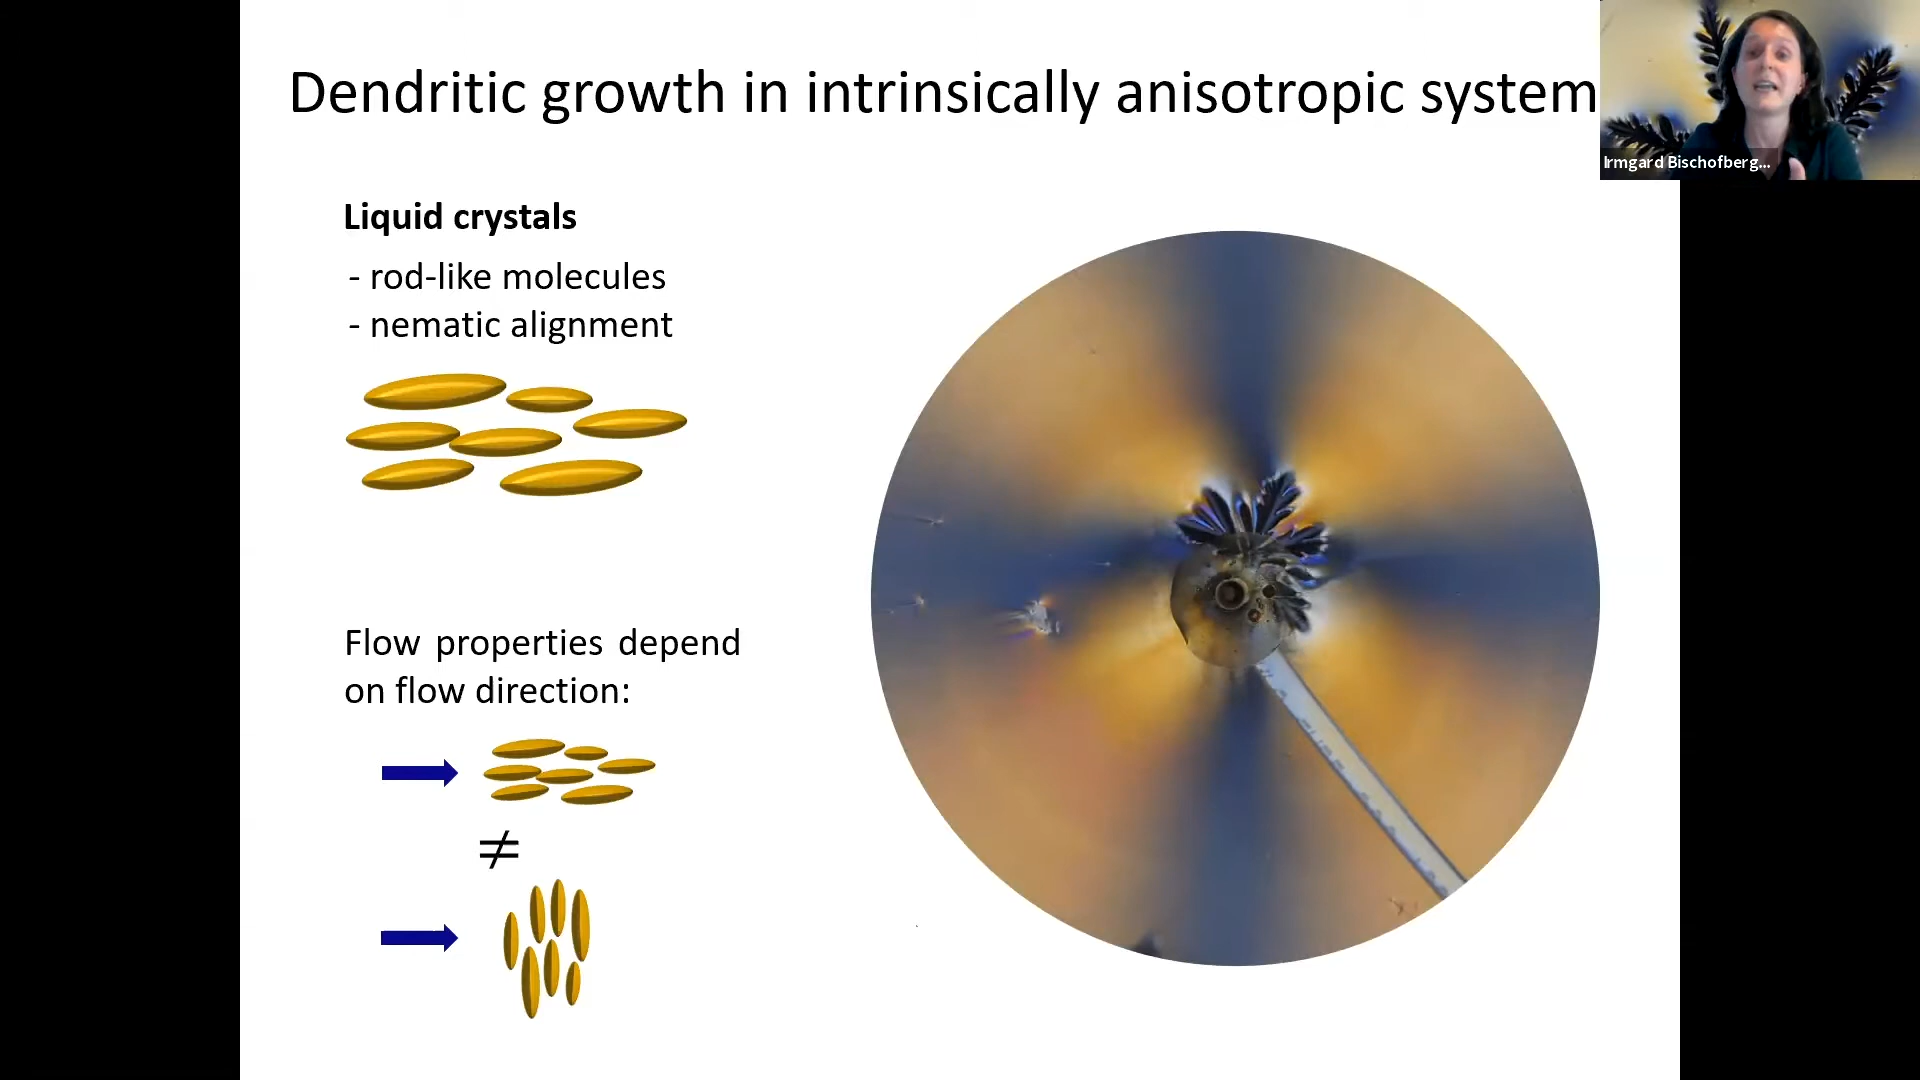 Dendritic growth in intrinsically anisotropic system
Irmgard Bischofberg...
Liquid crystals
- rod-like molecules
- nematic alignment
Flow properties depend
on flow direction:
≠